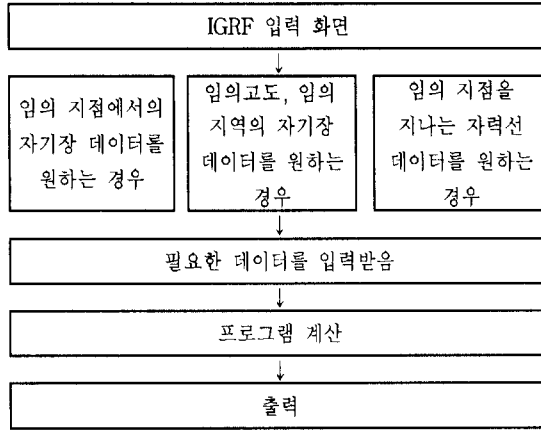 IGRF 입력 화면
임의 지점에서의
자기장 데이터를
원하는 경우
임의고도, 임의
지역의 자기장
데이터를 원하는
경우
임의 지점을
지나는 자력선
데이터를 원하는
경우
필요한 데이터를 입력받음
프로그램 계산
출력